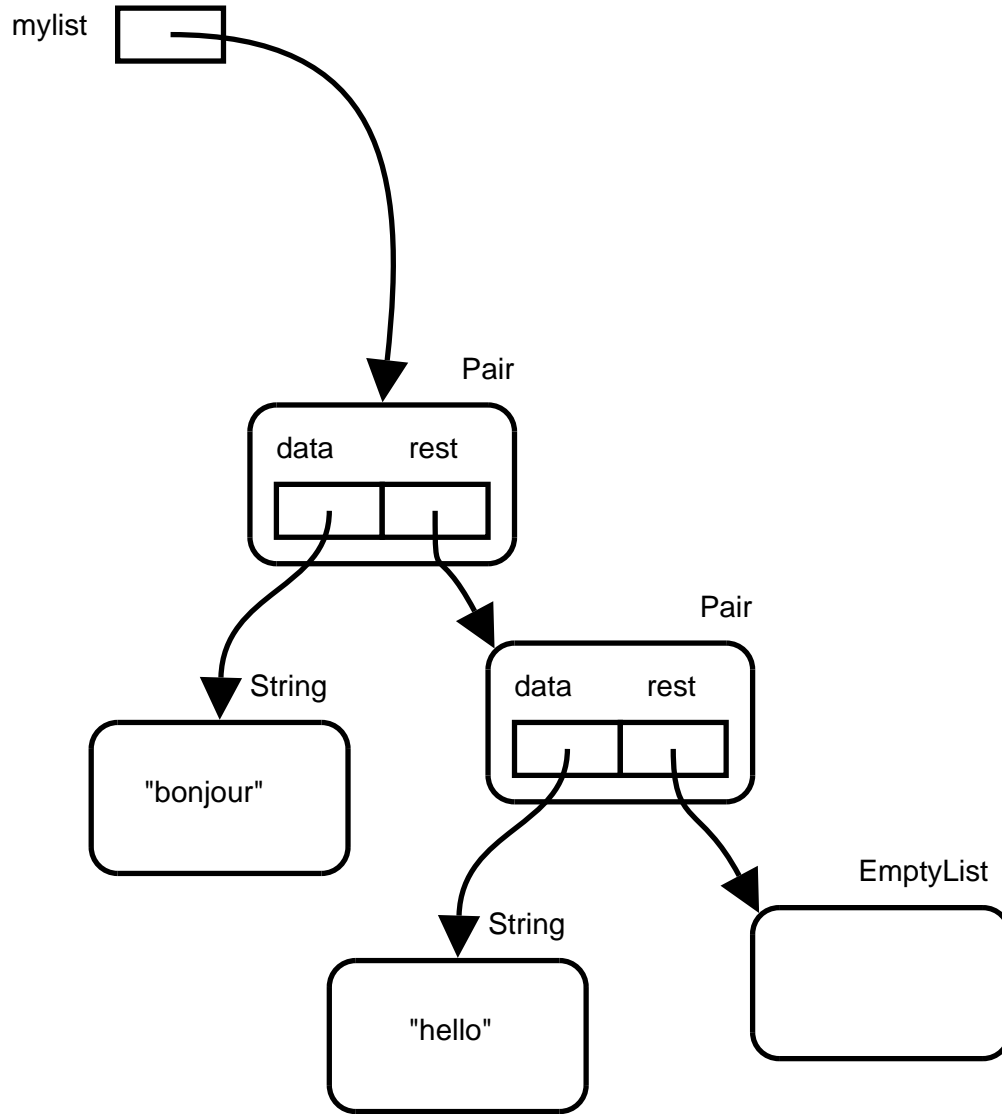 mylist
Pair
data rest
Pair
String
data rest
"bonjour"
EmptyList
String
"hello"